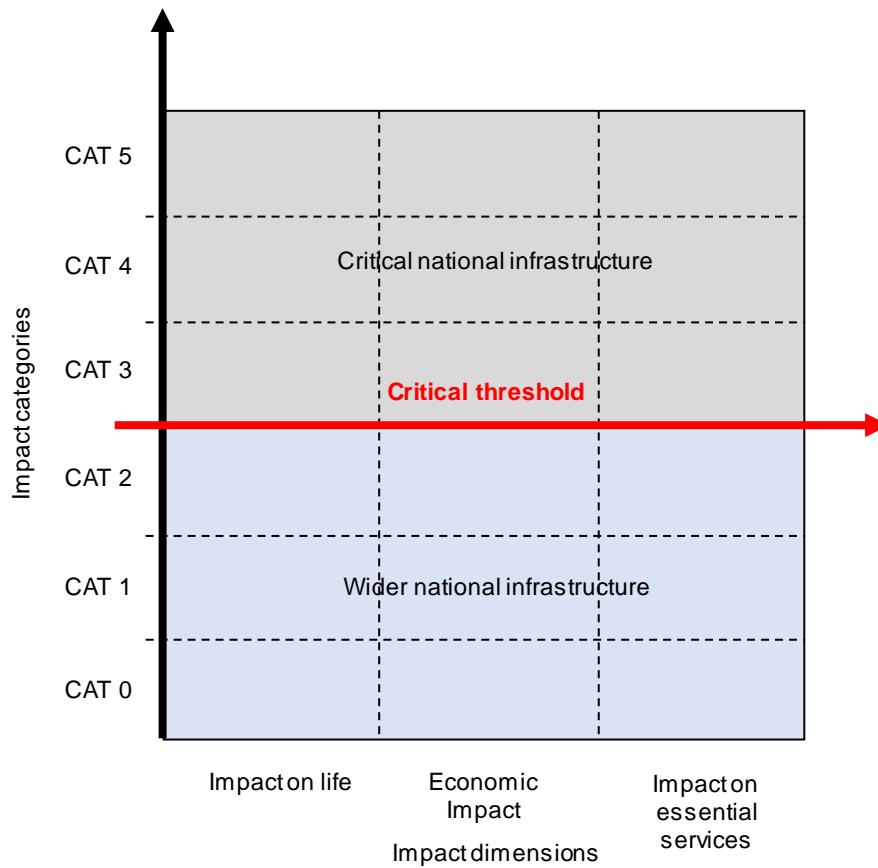 CAT 5
CAT 4
Critical national infrastructure
CAT 3
Critical threshold
Impact categories
CAT 2
CAT 1
Wider national infrastructure
CAT 0
Impact on life
Economic
Impact
Impact on
essential
services
Impact dimensions